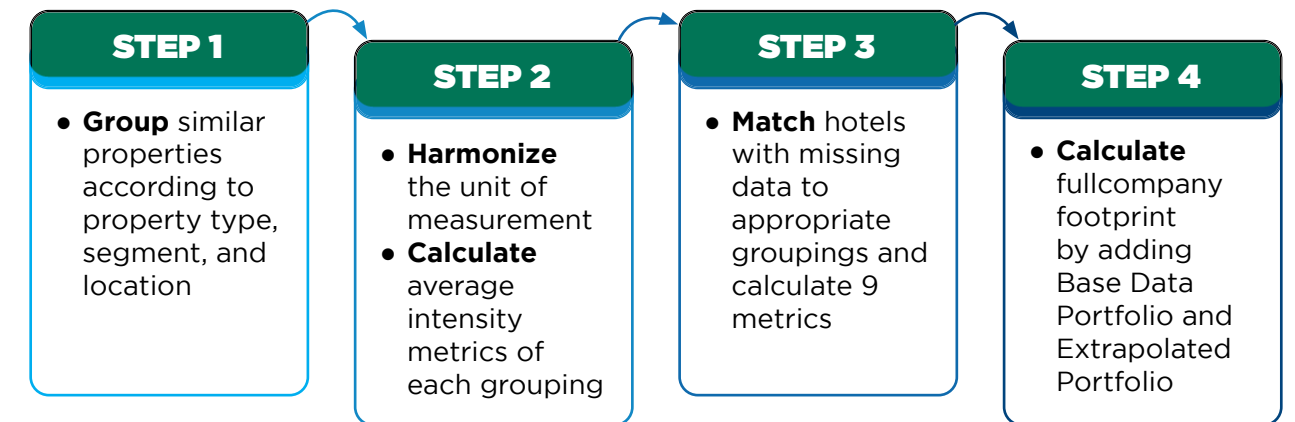 STEP 1
● Group similar
properties
according to
property type,
segment, and
location
STEP 2
● Harmonize
the unit of
measurement
● Calculate
average
intensity
metrics of
each grouping
STEP 3
● Match hotels
with missing
data to
appropriate
groupings and
calculate 9
metrics
STEP 4
● Calculate
fullcompany
footprint
by adding
Base Data
Portfolio and
Extrapolated
Portfolio